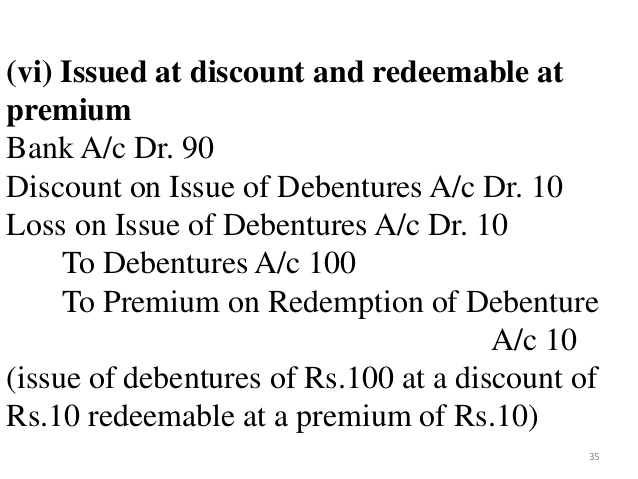 (vi) Issued at discount and redeemable at
premium
Bank A/c Dr. 90
Discount on Issue of Debentures A/c Dr. 10
Loss on Issue of Debentures A/c Dr. 10
To Debentures A/c 100
To Premium on Redemption of Debenture
A/c 10
(issue of debentures of Rs.100 at a discount of
Rs.10 redeemable at a premium of Rs.10)
35